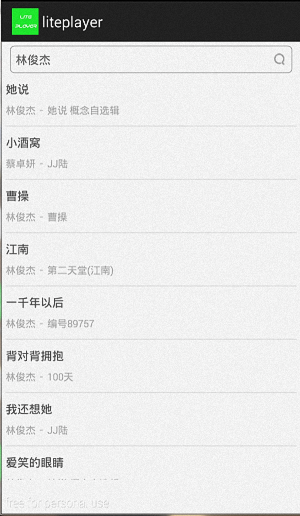 LITE
PLAYER
liteplayer
林俊杰
她说
林俊杰 - 她说 概念自选辑
小酒窝
蔡卓妍 - JJ陆
曹操
林俊杰 - 曹操
江南
林俊杰 - 第二天堂(江南)
一千年以后
林俊杰 - 编号89757
背对背拥抱
林俊杰 - 100天
我还想她
林俊杰 - JJ陆
爱笑的眼睛
free for personal use